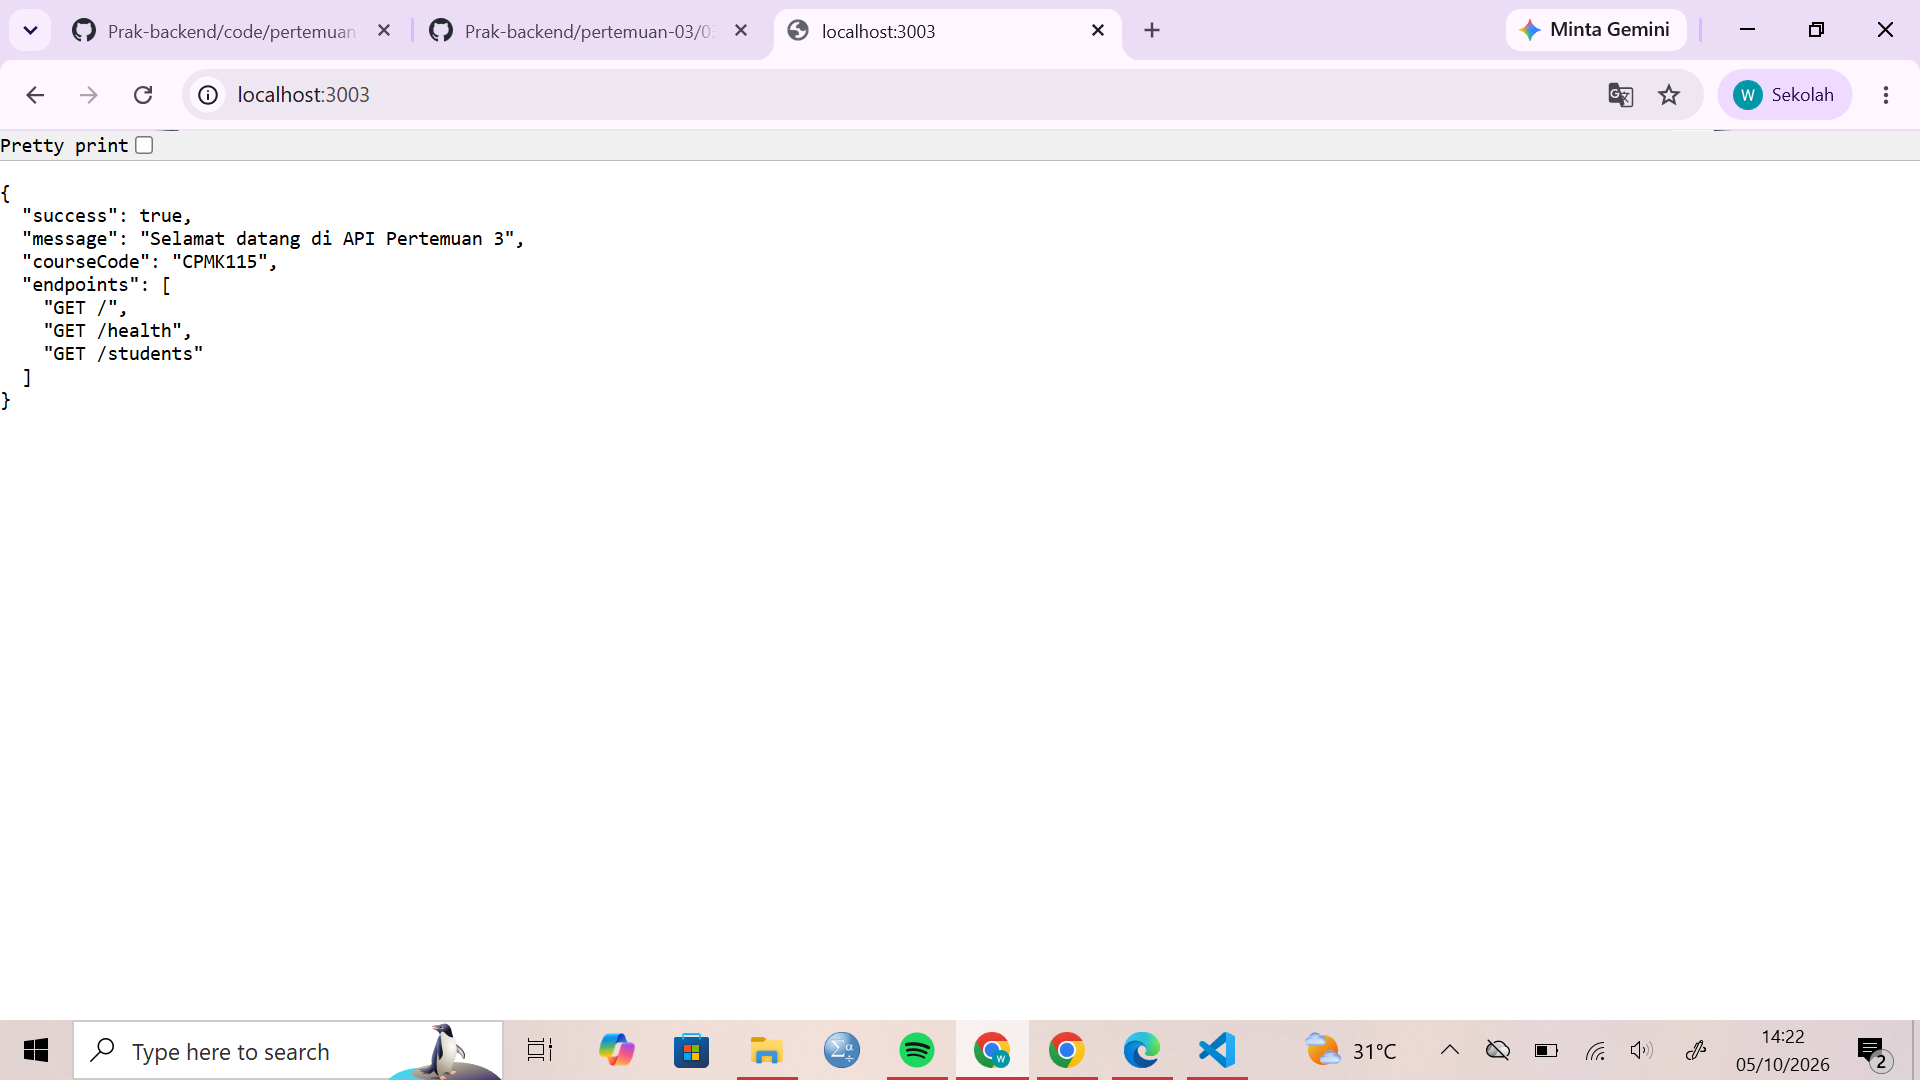 Prak-backend/code/pertemuan
Prak-backend/pertemuan-03/03
localhost:3003
Minta Gemini
localhost:3003
W Sekolah
Pretty print
{
  "success": true,
  "message": "Selamat datang di API Pertemuan 3",
  "courseCode": "CPMK115",
  "endpoints": [
    "GET /",
    "GET /health",
    "GET /students"
  ]
}
Type here to search
31°C
14:22
05/10/2026
2